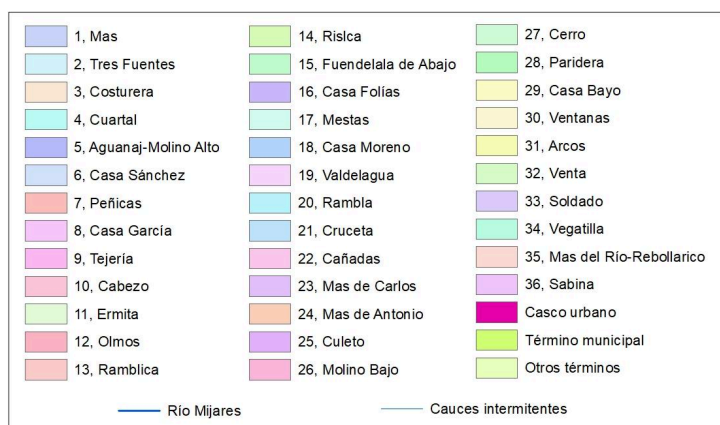 1, Mas
2, Tres Fuentes
3, Costurera
4, Cuartal
5, Aguanaj-Molino Alto
6, Casa Sánchez
7, Peñicas
8, Casa García
9, Tejería
10, Cabezo
11, Ermita
12, Olmos
13, Ramblica
14, Rislca
15, Fuendelala de Abajo
16, Casa Folías
17, Mestas
18, Casa Moreno
19, Valdelagua
20, Rambla
21, Cruceta
22, Cañadas
23, Mas de Carlos
24, Mas de Antonio
25, Culeto
26, Molino Bajo
27, Cerro
28, Paridera
29, Casa Bayo
30, Ventanas
31, Arcos
32, Venta
33, Soldado
34, Vegatilla
35, Mas del Río-Rebollarico
36, Sabina
Casco urbano
Término municipal
Otros términos
Río Mijares
Cauces intermitentes